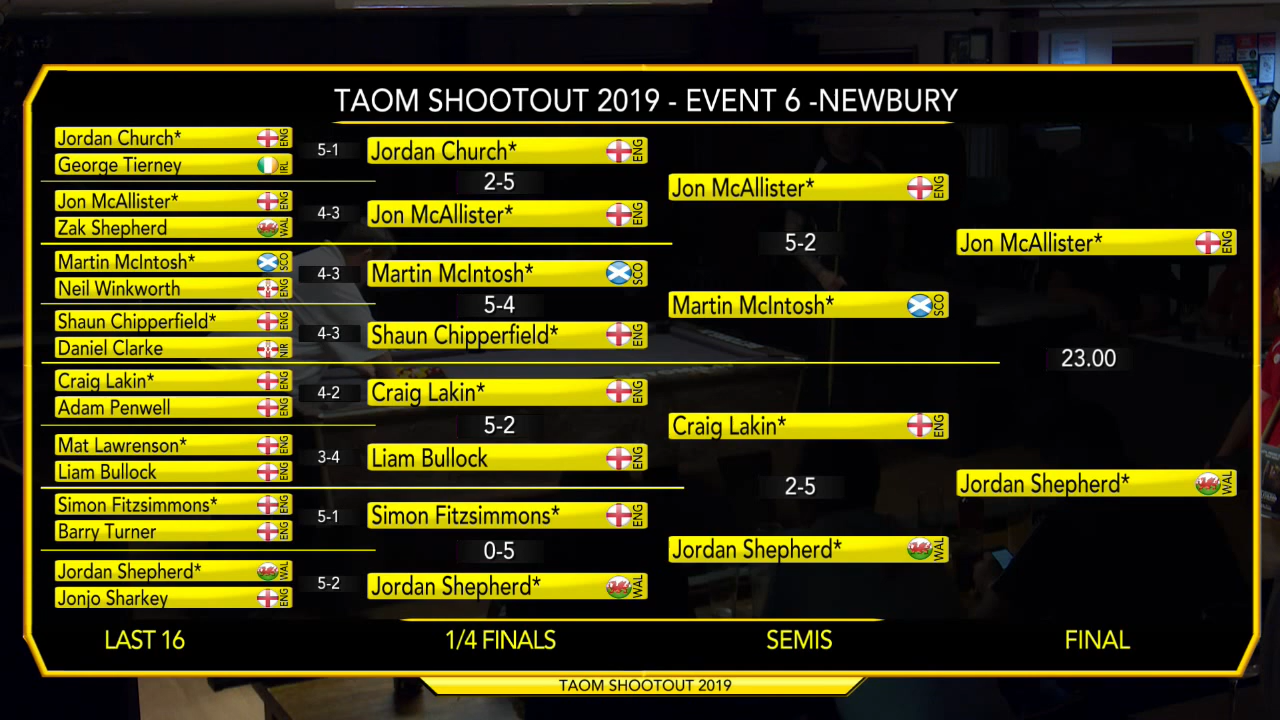 TAOM SHOOTOUT 2019 - EVENT 6 -NEWBURY
Jordan Church* ENG
George Tierney IRL
5-1
Jon McAllister* ENG
Zak Shepherd WAL
4-3
Martin McIntosh* SCO
Neil Winkworth ENG
4-3
Shaun Chipperfield* ENG
Daniel Clarke NIR
4-3
Craig Lakin* ENG
Adam Penwell ENG
4-2
Mat Lawrenson* ENG
Liam Bullock ENG
3-4
Simon Fitzsimmons* ENG
Barry Turner ENG
5-1
Jordan Shepherd* WAL
Jonjo Sharkey ENG
5-2
LAST 16
Jordan Church* ENG
2-5
Jon McAllister* ENG
Martin McIntosh* SCO
5-4
Shaun Chipperfield* ENG
Craig Lakin* ENG
5-2
Liam Bullock ENG
Simon Fitzsimmons* ENG
0-5
Jordan Shepherd* WAL
1/4 FINALS
Jon McAllister* ENG
5-2
Martin McIntosh* SCO
Craig Lakin* ENG
2-5
Jordan Shepherd* WAL
SEMIS
Jon McAllister* ENG
23.00
Jordan Shepherd* WAL
FINAL
TAOM SHOOTOUT 2019